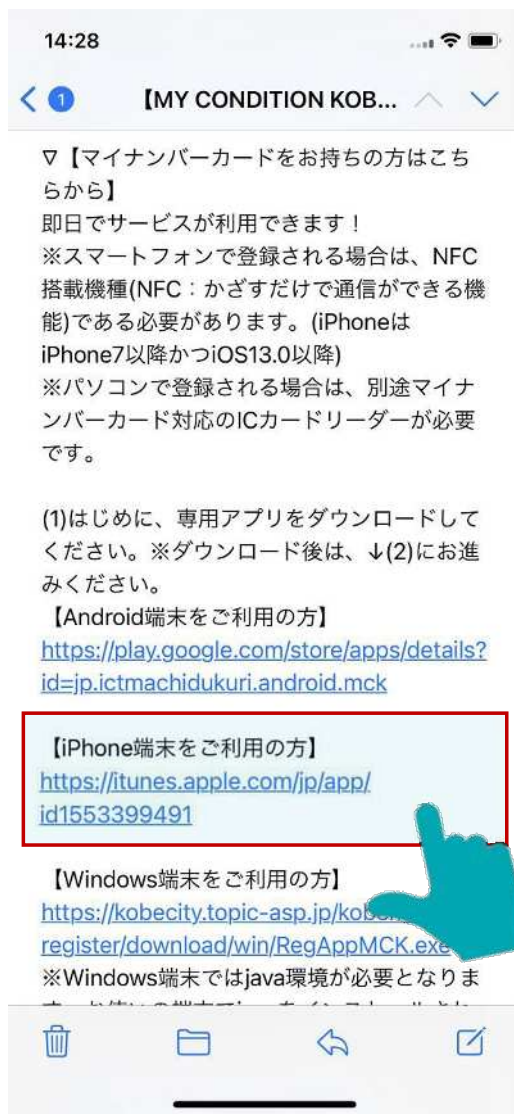 14:28
1
【MY CONDITION KOB...
▽【マイナンバーカードをお持ちの方はこち
らから】
即日でサービスが利用できます！
※スマートフォンで登録される場合は、NFC
搭載機種(NFC：かざすだけで通信ができる機
能)である必要があります。(iPhoneは
iPhone7以降かつiOS13.0以降)
※パソコンで登録される場合は、別途マイナ
ンバーカード対応のICカードリーダーが必要
です。
(1)はじめに、専用アプリをダウンロードして
ください。※ダウンロード後は、↓(2)にお進
みください。
【Android端末をご利用の方】
https://play.google.com/store/apps/details?
id=jp.ictmachidukuri.android.mck
【iPhone端末をご利用の方】
https://itunes.apple.com/jp/app/
id1553399491
【Windows端末をご利用の方】
https://kobecity.topic-asp.jp/
register/download/win/RegAppMCK.exe
※Windows端末ではjava環境が必要となりま